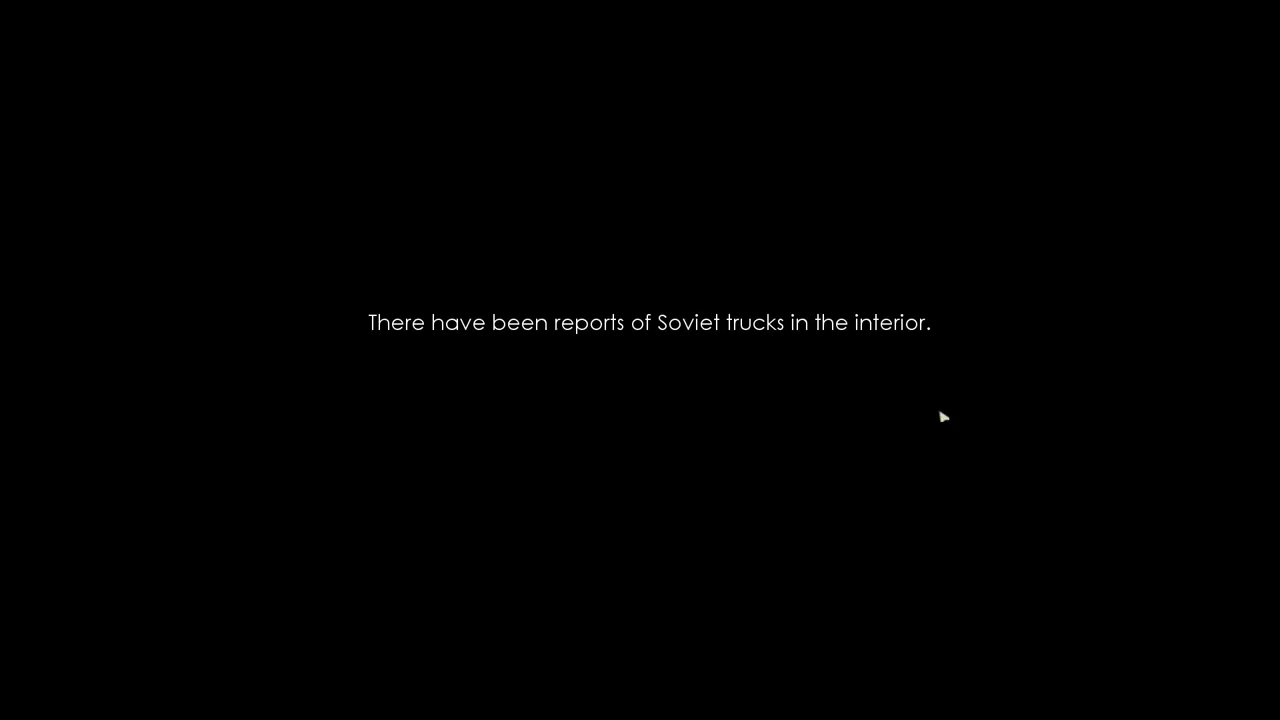 There have been reports of Soviet trucks in the interior.